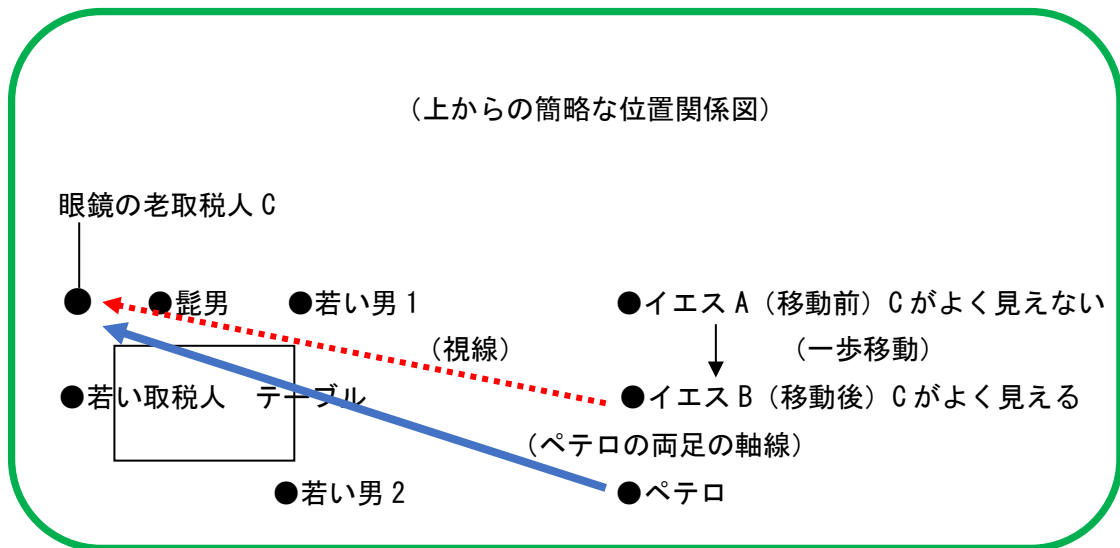 （上からの簡略な位置関係図）
眼鏡の老取税人 C
●髭男
●若い男 1
●イエス A（移動前）C がよく見えない
（視線）
（一歩移動）
●若い取税人　テーブル
●イエス B（移動後）C がよく見える
（ペテロの両足の軸線）
●若い男 2
●ペテロ